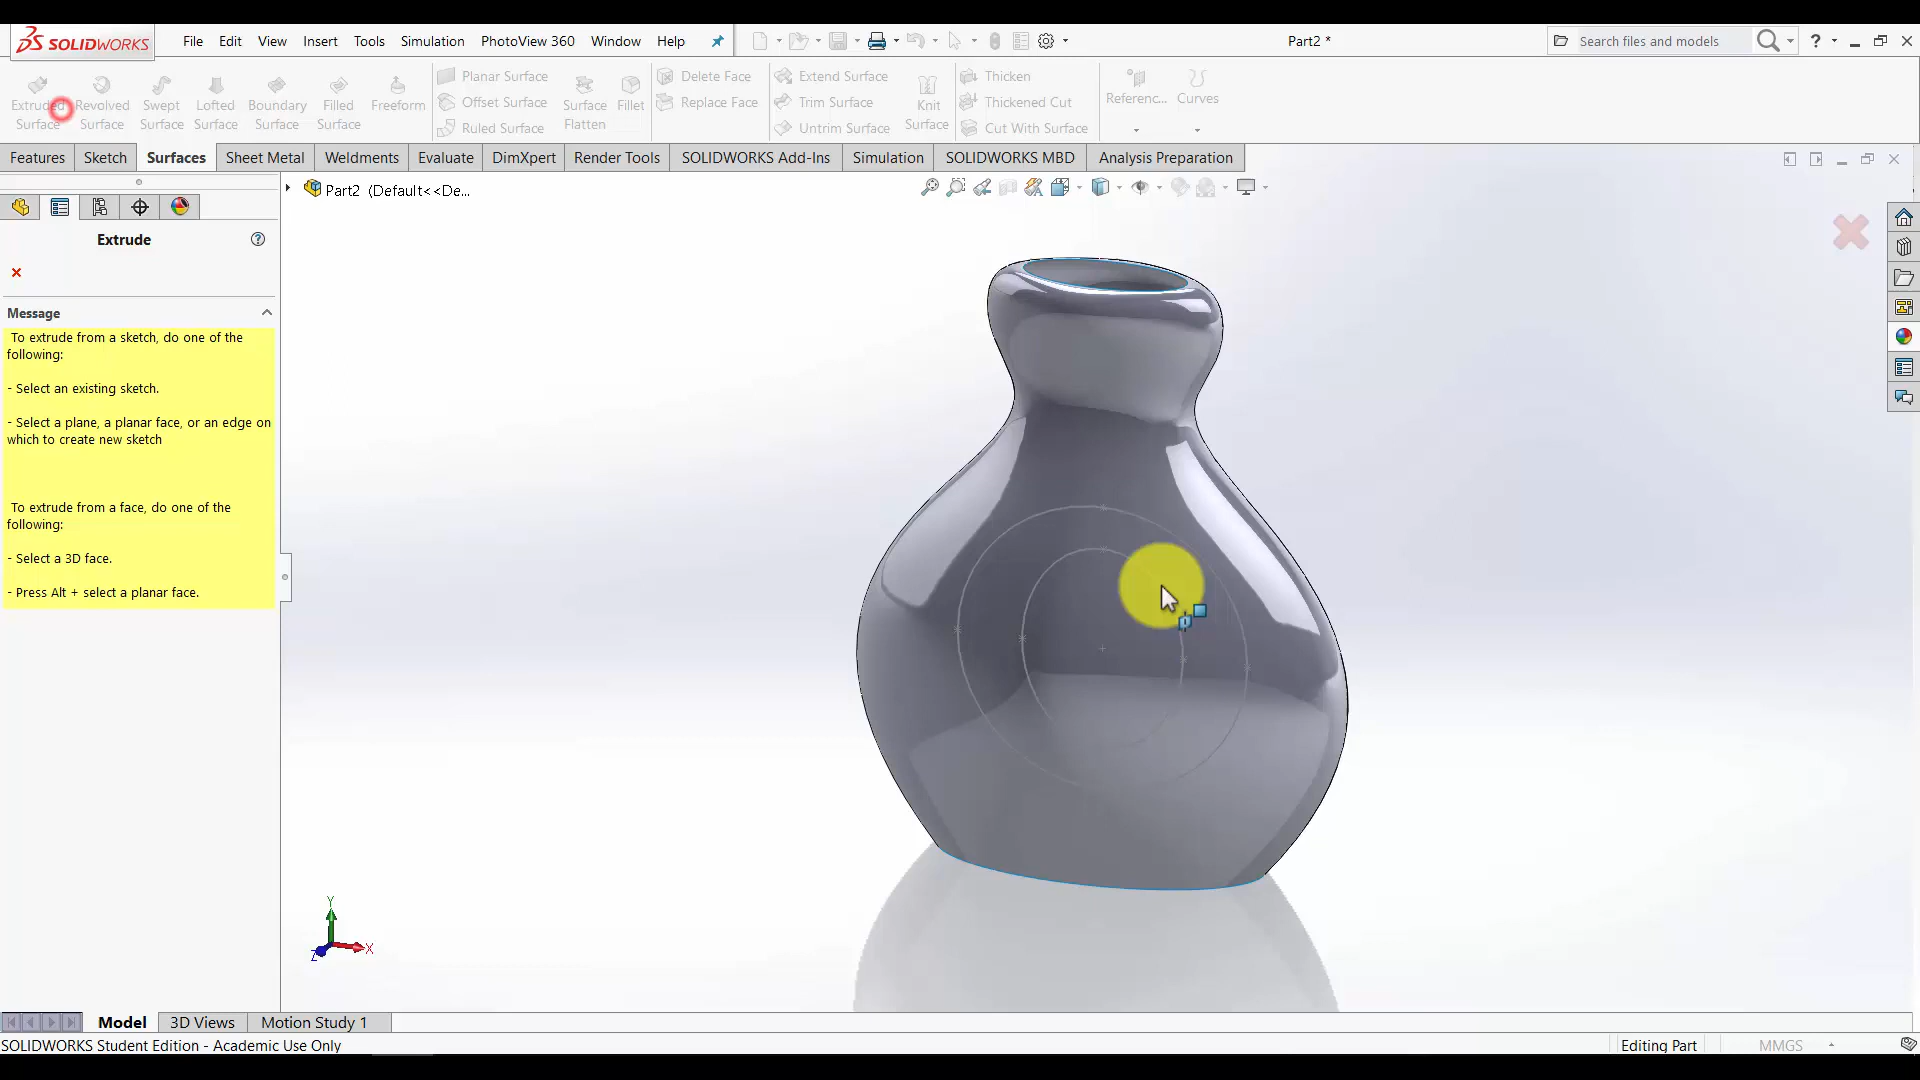 SOLIDWORKS File Edit View Insert Tools Simulation PhotoView 360 Window Help Part2 * Search files and models ?
Extruded Surface Revolved Surface Swept Surface Lofted Surface Boundary Surface Filled Surface Freeform
Planar Surface
Offset Surface
Ruled Surface
Surface Flatten
Fillet
Delete Face
Replace Face
Extend Surface
Trim Surface
Untrim Surface
Knit Surface
Thicken
Thickened Cut
Cut With Surface
Referenc... Curves
Features Sketch Surfaces Sheet Metal Weldments Evaluate DimXpert Render Tools SOLIDWORKS Add-Ins Simulation SOLIDWORKS MBD Analysis Preparation
Part2 (Default<<De...
Extrude ?
Message
To extrude from a sketch, do one of the
following:
- Select an existing sketch.
- Select a plane, a planar face, or an edge on
which to create new sketch
To extrude from a face, do one of the
following:
- Select a 3D face.
- Press Alt + select a planar face.
Y
X
Z
Model 3D Views Motion Study 1
SOLIDWORKS Student Edition - Academic Use Only Editing Part MMGS